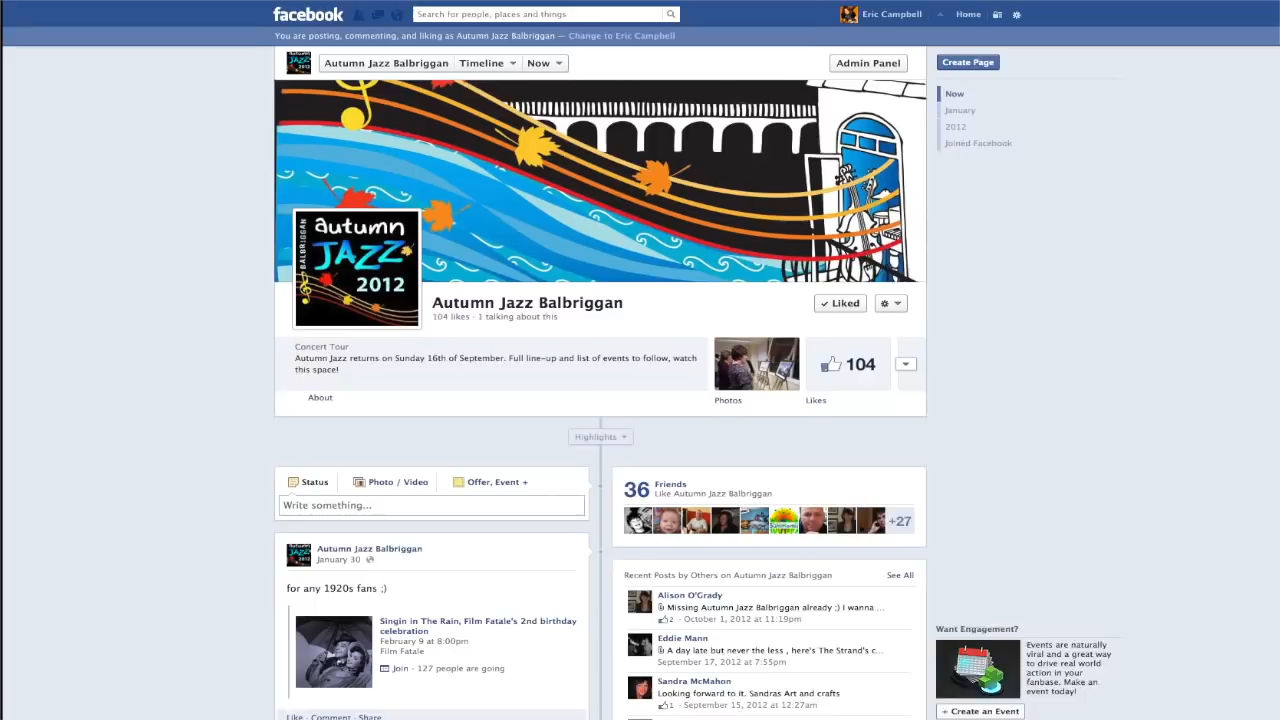 facebook
Search for people, places and things
Eric Campbell
Home
You are posting, commenting, and liking as Autumn Jazz Balbriggan — Change to Eric Campbell
autumn
JAZZ
2012
Autumn Jazz Balbriggan
Timeline
Now
Admin Panel
Create Page
Now
January
2012
Joined Facebook
BALBRIGGAN
autumn
JAZZ
2012
Autumn Jazz Balbriggan
104 likes · 1 talking about this
Liked
Concert Tour
Autumn Jazz returns on Sunday 16th of September. Full line-up and list of events to follow, watch
this space!
About
Photos
104
Likes
Highlights
Status
Photo / Video
Offer, Event +
Write something...
36
Friends
Like Autumn Jazz Balbriggan
+27
Autumn Jazz Balbriggan
January 30
for any 1920s fans ;)
Singin in The Rain, Film Fatale's 2nd birthday
celebration
February 9 at 8:00pm
Film Fatale
Join · 127 people are going
Like · Comment · Share
Recent Posts by Others on Autumn Jazz Balbriggan
See All
Alison O'Grady
Missing Autumn Jazz Balbriggan already ;) I wanna ...
2 · October 1, 2012 at 11:19pm
Eddie Mann
A day late but never the less , here's The Strand's c...
September 17, 2012 at 7:55pm
Sandra McMahon
Looking forward to it. Sandras Art and crafts
1 · September 15, 2012 at 12:27am
Want Engagement?
Events are naturally
viral and a great way
to drive real world
action in your
fanbase. Make an
event today!
+ Create an Event